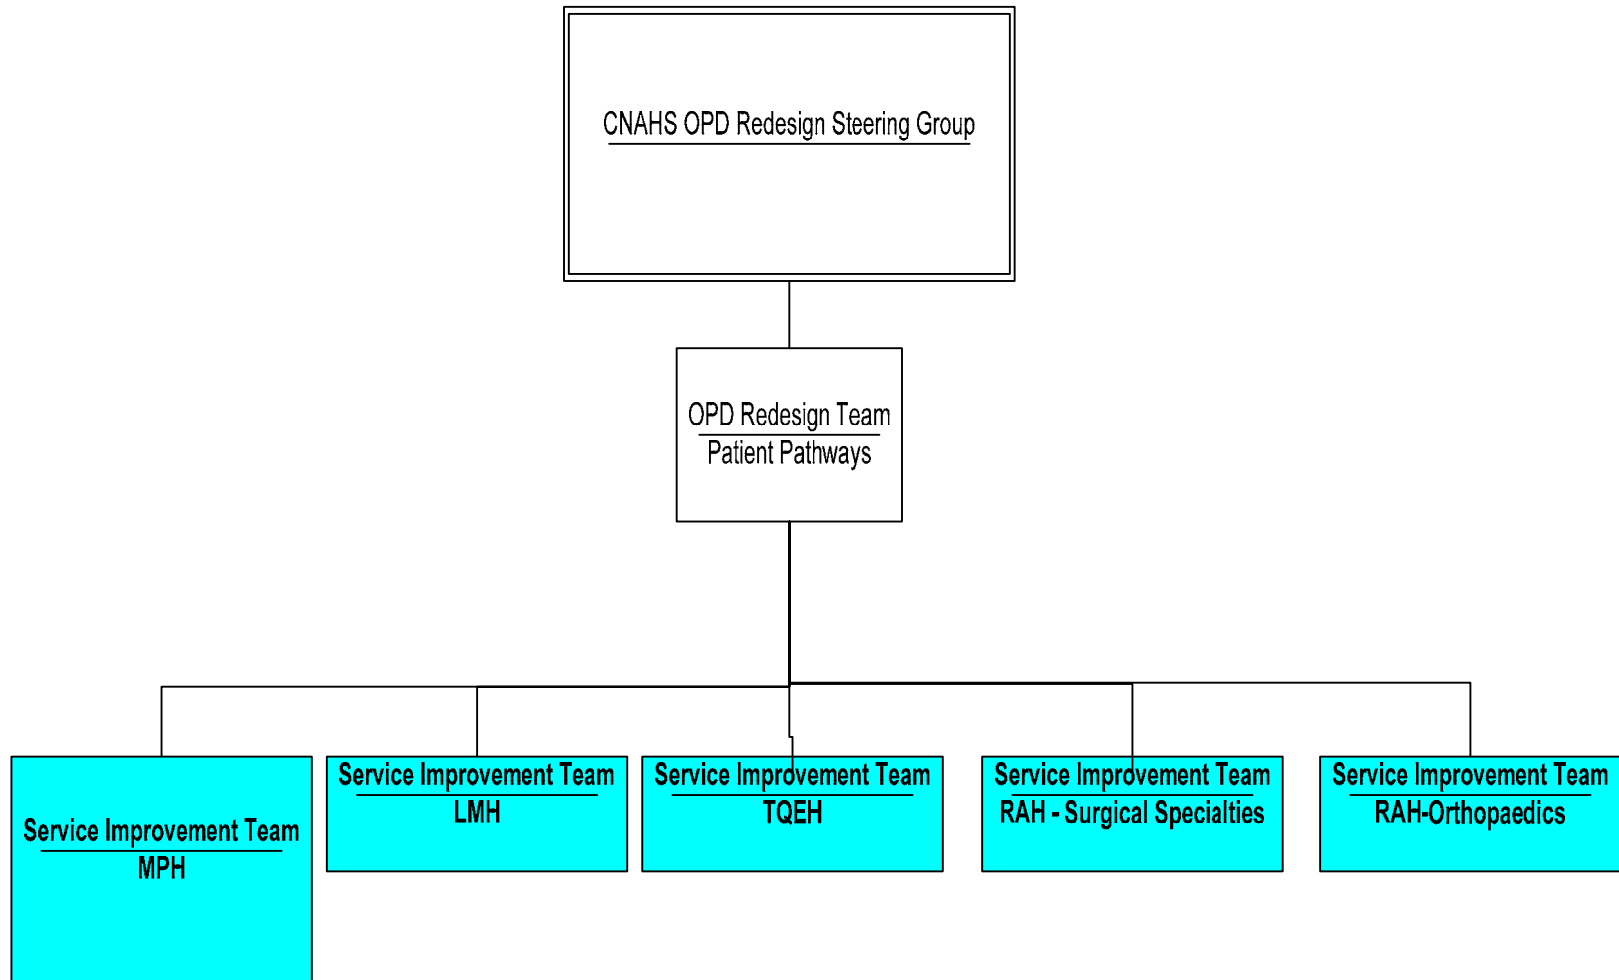 CNAHS OPD Redesign Steering Group
OPD Redesign Team
Patient Pathways
Service Improvement Team
MPH
Service Improvement Team
LMH
Service Improvement Team
TQEH
Service Improvement Team
RAH - Surgical Specialties
Service Improvement Team
RAH-Orthopaedics